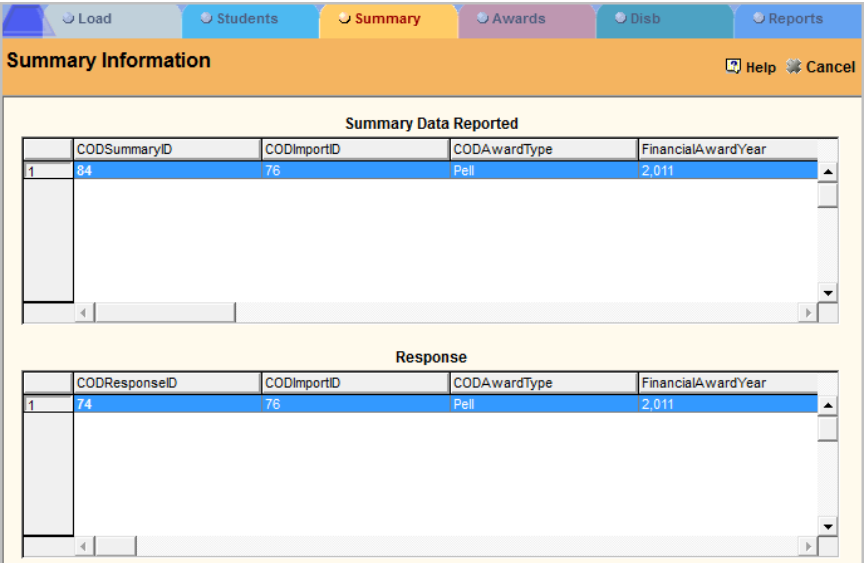 Load Students Summary Awards Disb Reports
Summary Information Help Cancel
Summary Data Reported
CODSummaryID CODImportID CODAwardType FinancialAwardYear
1 84 76 Pell 2,011
Response
CODResponseID CODImportID CODAwardType FinancialAwardYear
1 74 76 Pell 2,011